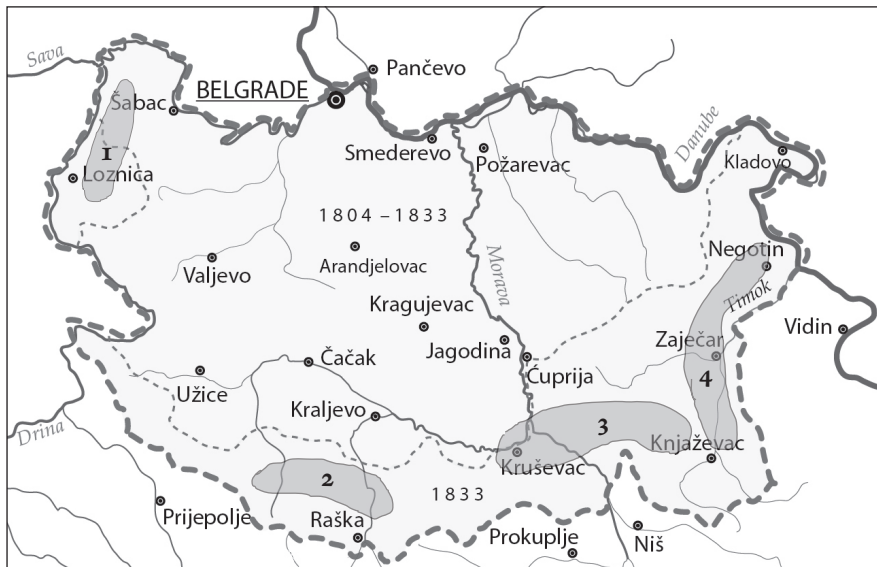 Sava
Pančevo
BELGRADE
Šabac
Smederevo
Požarevac
Danube
Kladovo
1
Loznica
1804 – 1833
Morava
Negotin
Arandjelovac
Valjevo
Timok
Kragujevac
Vidin
Jagodina
Zaječar
Čačak
Ćuprija
4
Užice
Kraljevo
3
Drina
Kruševac
Knjaževac
2
1833
Prijepolje
Raška
Prokuplje
Niš